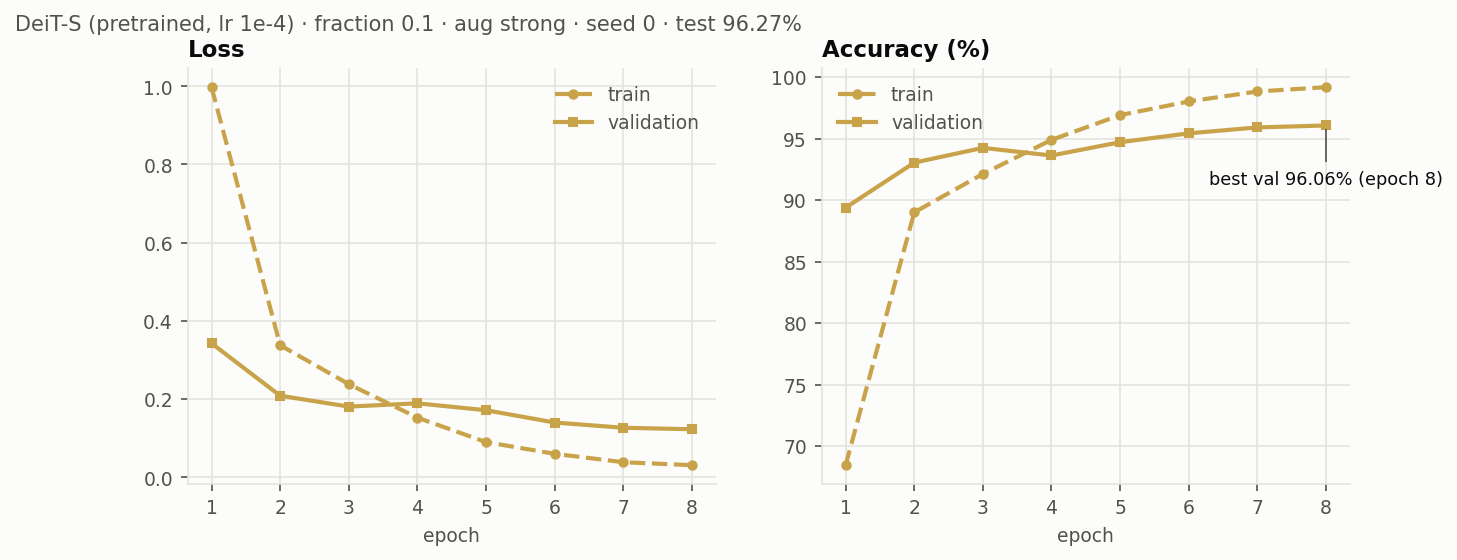 DeiT-S (pretrained, lr 1e-4) · fraction 0.1 · aug strong · seed 0 · test 96.27%
Loss
1.0
0.8
0.6
0.4
0.2
0.0
train
validation
1 2 3 4 5 6 7 8
epoch
Accuracy (%)
100
95
90
85
80
75
70
train
validation
best val 96.06% (epoch 8)
1 2 3 4 5 6 7 8
epoch